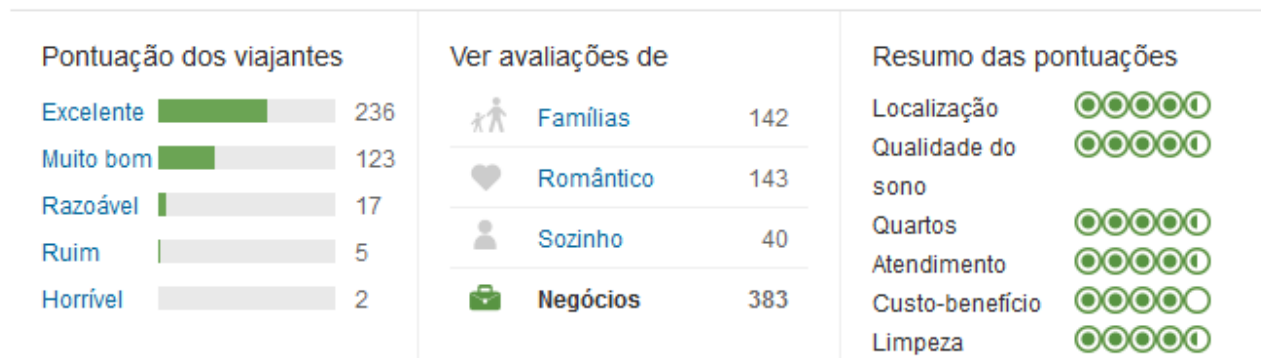 Pontuação dos viajantes
Excelente 236
Muito bom 123
Razoável 17
Ruim 5
Horrível 2
Ver avaliações de
Famílias 142
Romântico 143
Sozinho 40
Negócios 383
Resumo das pontuações
Localização
Qualidade do
sono
Quartos
Atendimento
Custo-benefício
Limpeza